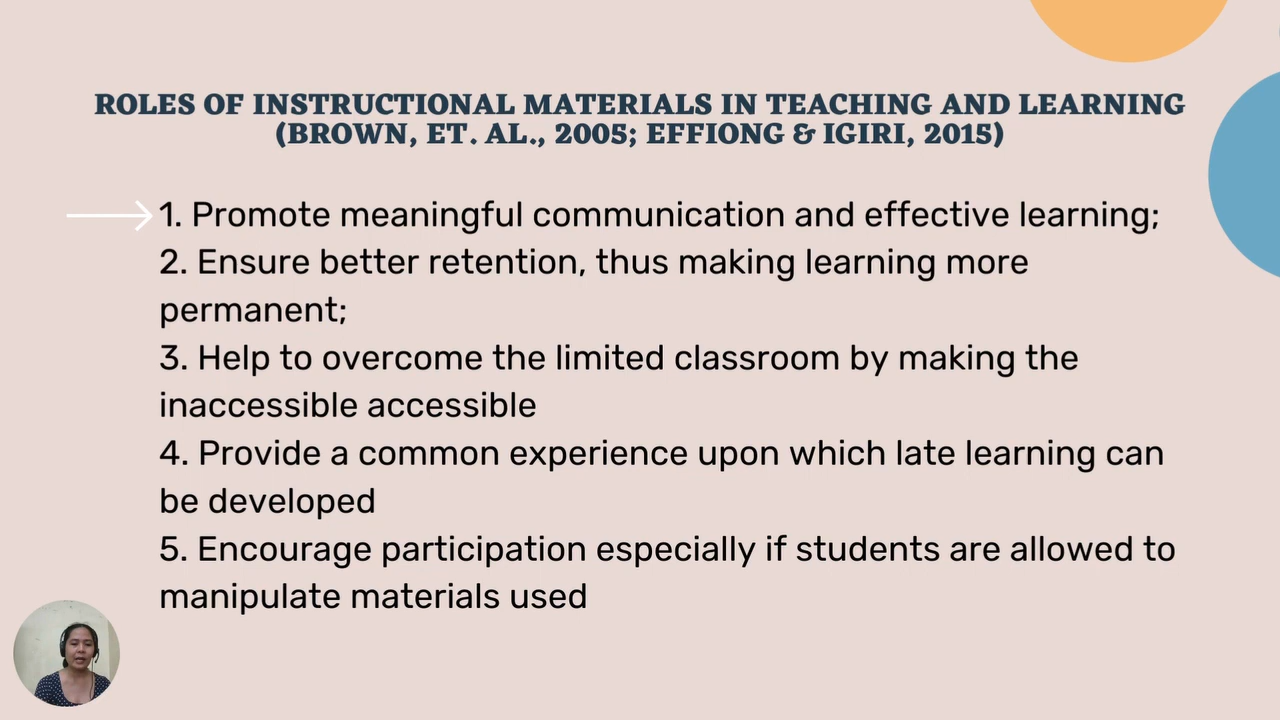 ROLES OF INSTRUCTIONAL MATERIALS IN TEACHING AND LEARNING
(BROWN, ET. AL., 2005; EFFIONG & IGIRI, 2015)
1. Promote meaningful communication and effective learning;
2. Ensure better retention, thus making learning more
permanent;
3. Help to overcome the limited classroom by making the
inaccessible accessible
4. Provide a common experience upon which late learning can
be developed
5. Encourage participation especially if students are allowed to
manipulate materials used